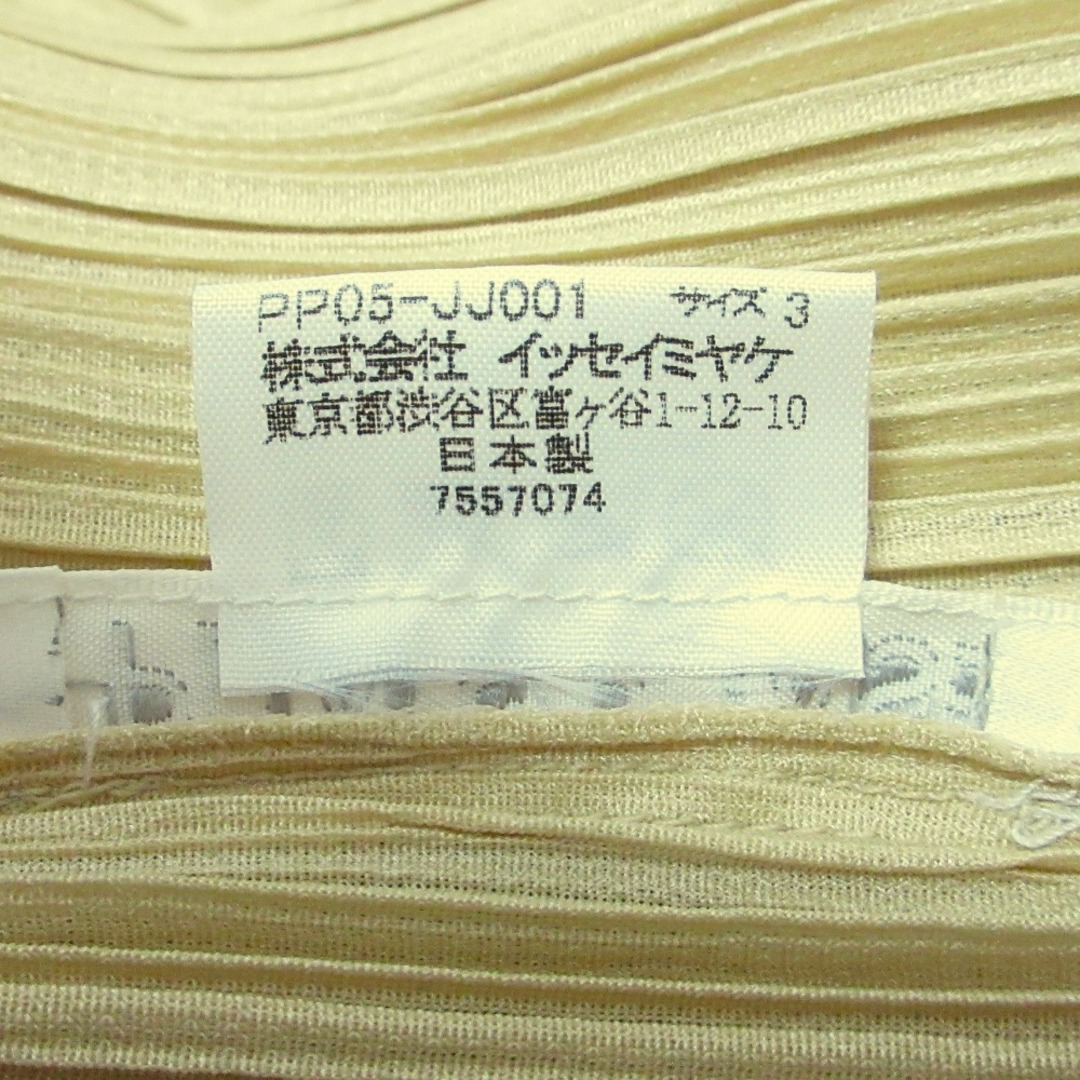 PP05-JJ001 サイズ 3
株式会社 イッセイミヤケ
東京都渋谷区富ヶ谷1-12-10
日本製
7557074